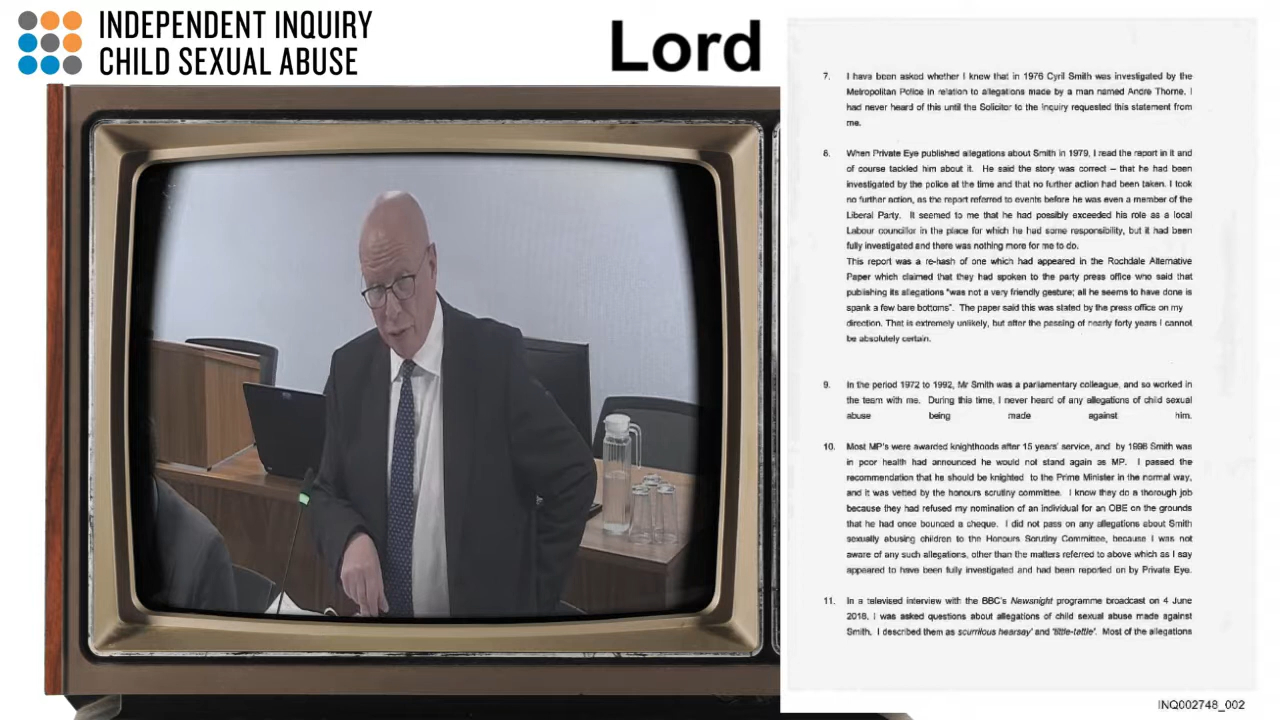 INDEPENDENT INQUIRY
CHILD SEXUAL ABUSE
Lord
7. I have been asked whether I knew that in 1976 Cyril Smith was investigated by the
Metropolitan Police in relation to allegations made by a man named Andre Thorne. I
had never heard of this until the Solicitor to the Inquiry requested this statement from
me.
8. When Private Eye published allegations about Smith in 1979, I read the report in it and
of course tackled him about it. He said the story was correct – that he had been
investigated by the police at the time and that no further action had been taken. I took
no further action, as the report referred to events before he was even a member of the
Liberal Party. It seemed to me that he had possibly exceeded his role as a local
Labour councillor in the place for which he had some responsibility, but it had been
fully investigated and there was nothing more for me to do.
This report was a re-hash of one which had appeared in the Rochdale Alternative
Paper which claimed that they had spoken to the party press office who said that
publishing its allegations "was not a very friendly gesture; all he seems to have done is
spank a few bare bottoms". The paper said this was stated by the press office on my
direction. That is extremely unlikely, but after the passing of nearly forty years I cannot
be absolutely certain.
9. In the period 1972 to 1992, Mr Smith was a parliamentary colleague, and so worked in
the team with me. During this time, I never heard of any allegations of child sexual
abuse being made against him.
10. Most MP's were awarded knighthoods after 15 years' service, and by 1998 Smith was
in poor health had announced he would not stand again as MP. I passed the
recommendation that he should be knighted to the Prime Minister in the normal way,
and it was vetted by the honours scrutiny committee. I know they do a thorough job
because they had refused my nomination of an individual for an OBE on the grounds
that he had once bounced a cheque. I did not pass on any allegations about Smith
sexually abusing children to the Honours Scrutiny Committee, because I was not
aware of any such allegations, other than the matters referred to above which as I say
appeared to have been fully investigated and had been reported on by Private Eye.
11. In a televised interview with the BBC's Newsnight programme broadcast on 4 June
2018, I was asked questions about allegations of child sexual abuse made against
Smith. I described them as scurrilous hearsay' and 'tittle-tattle'. Most of the allegations
INQ002748_002